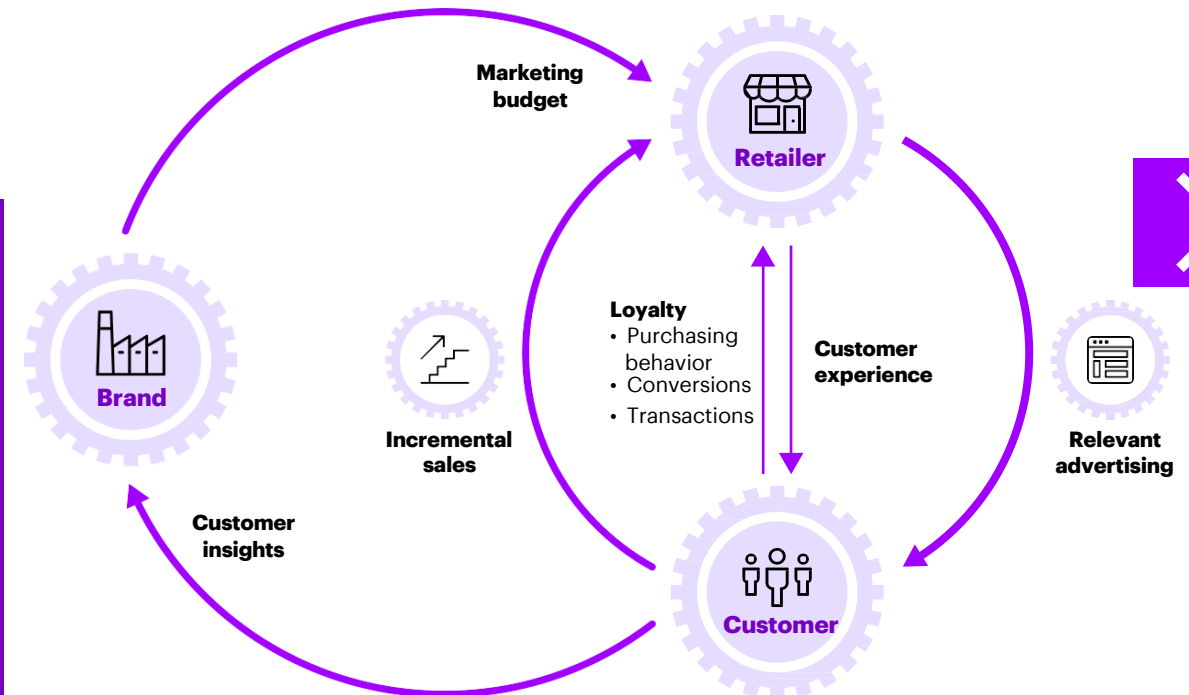 Marketing
budget
Retailer
Brand
Loyalty
• Purchasing
behavior
• Conversions
• Transactions
Customer
experience
Incremental
sales
Relevant
advertising
Customer
insights
Customer